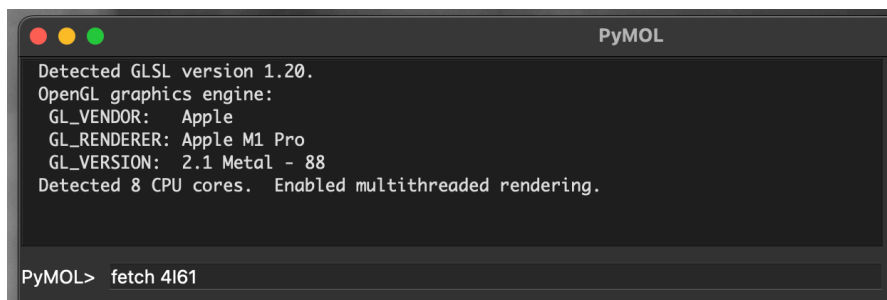 PyMOL
Detected GLSL version 1.20.
OpenGL graphics engine:
GL_VENDOR:   Apple
GL_RENDERER: Apple M1 Pro
GL_VERSION:  2.1 Metal - 88
Detected 8 CPU cores.  Enabled multithreaded rendering.
PyMOL> fetch 4l61